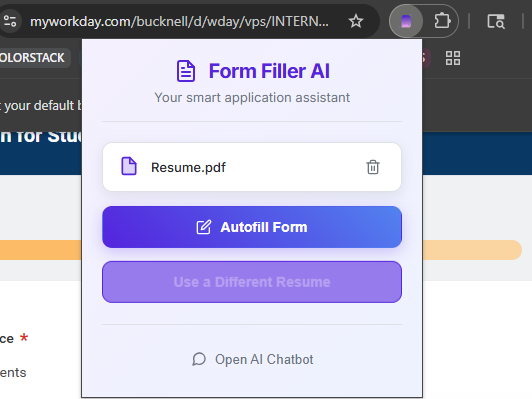 myworkday.com/bucknell/d/wday/vps/INTERN...
OLORSTACK
t your default b
n for Stu
Form Filler AI
Your smart application assistant
Resume.pdf
Autofill Form
Use a Different Resume
ce *
ents
Open AI Chatbot